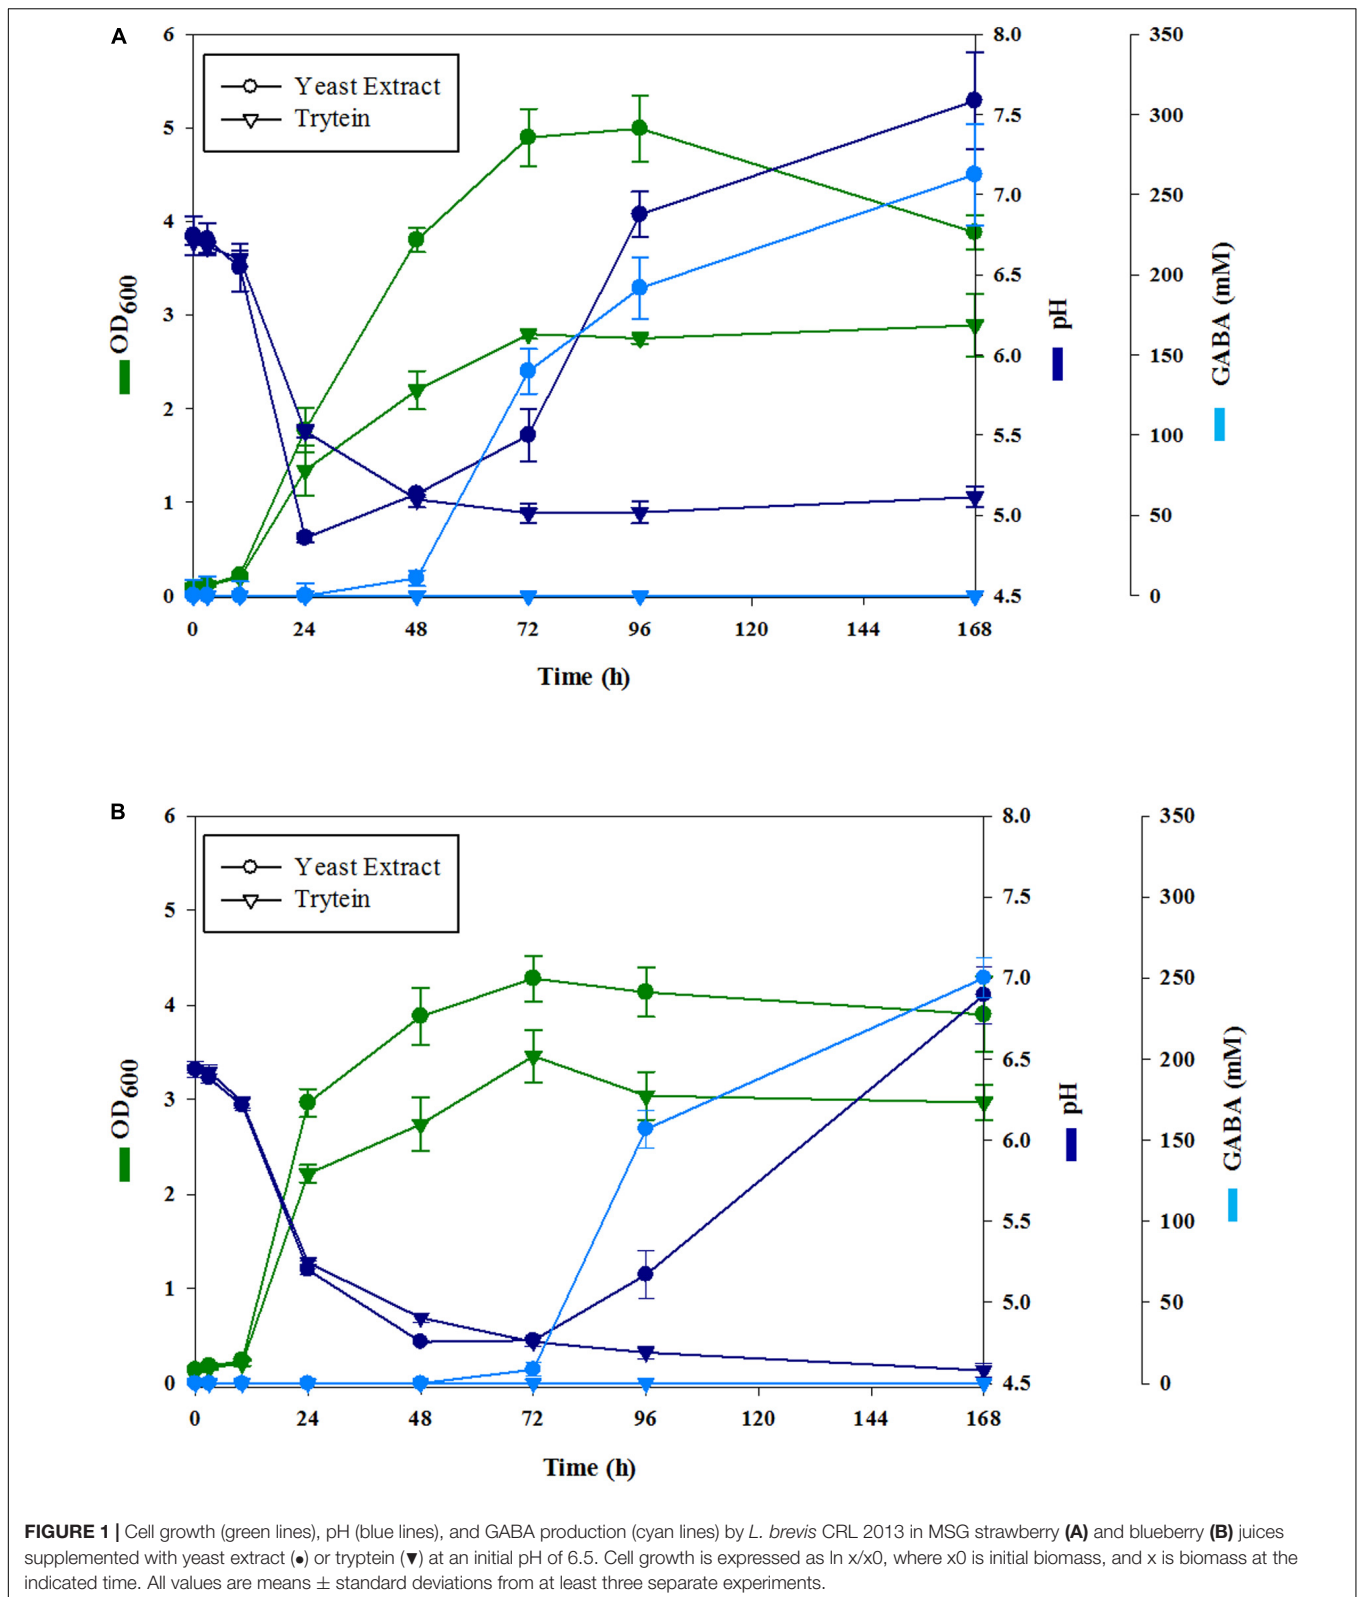 A
6
5
4
3
2
1
0
OD600
Yeast Extract
Trytein
8.0
7.5
7.0
6.5
6.0
5.5
5.0
4.5
pH
350
300
250
200
150
100
50
0
GABA (mM)
0 24 48 72 96 120 144 168
Time (h)
B
6
5
4
3
2
1
0
OD600
Yeast Extract
Trytein
8.0
7.5
7.0
6.5
6.0
5.5
5.0
4.5
pH
350
300
250
200
150
100
50
0
GABA (mM)
0 24 48 72 96 120 144 168
Time (h)
FIGURE 1 | Cell growth (green lines), pH (blue lines), and GABA production (cyan lines) by L. brevis CRL 2013 in MSG strawberry (A) and blueberry (B) juices
supplemented with yeast extract (●) or tryptein (▼) at an initial pH of 6.5. Cell growth is expressed as ln x/x0, where x0 is initial biomass, and x is biomass at the
indicated time. All values are means ± standard deviations from at least three separate experiments.